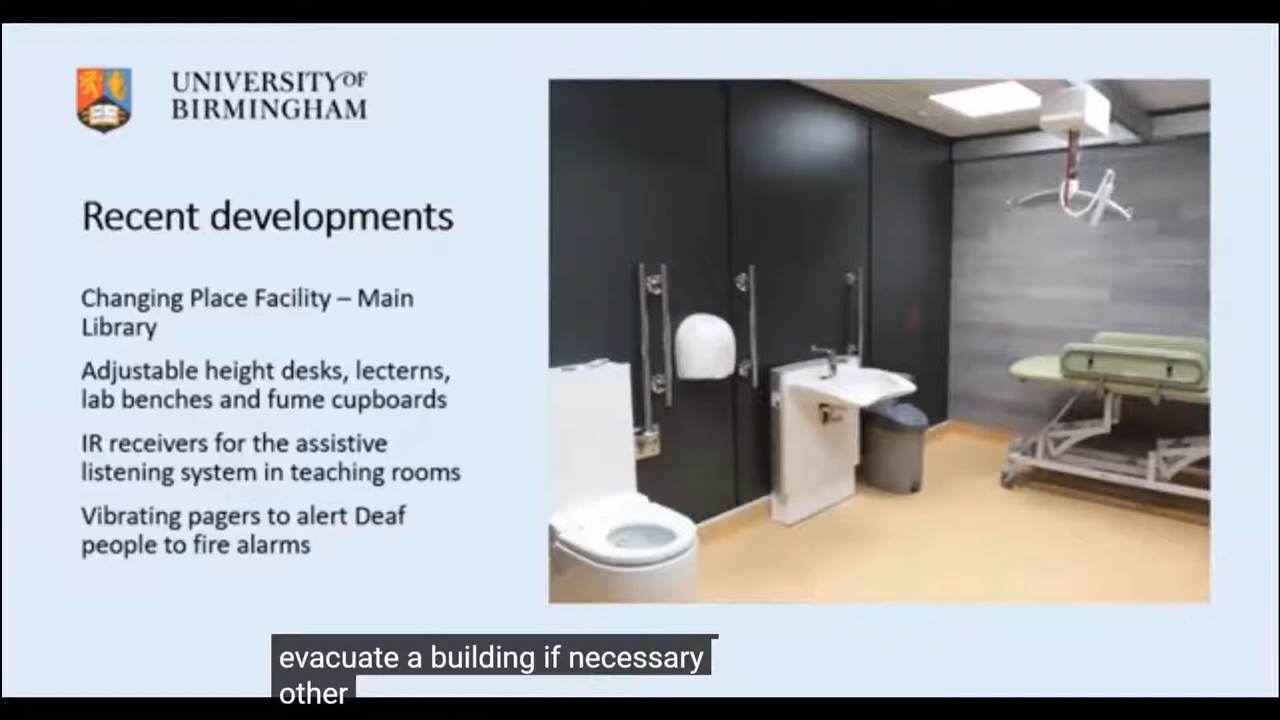 UNIVERSITY OF
BIRMINGHAM
Recent developments
Changing Place Facility – Main
Library
Adjustable height desks, lecterns,
lab benches and fume cupboards
IR receivers for the assistive
listening system in teaching rooms
Vibrating pagers to alert Deaf
people to fire alarms
evacuate a building if necessary
other